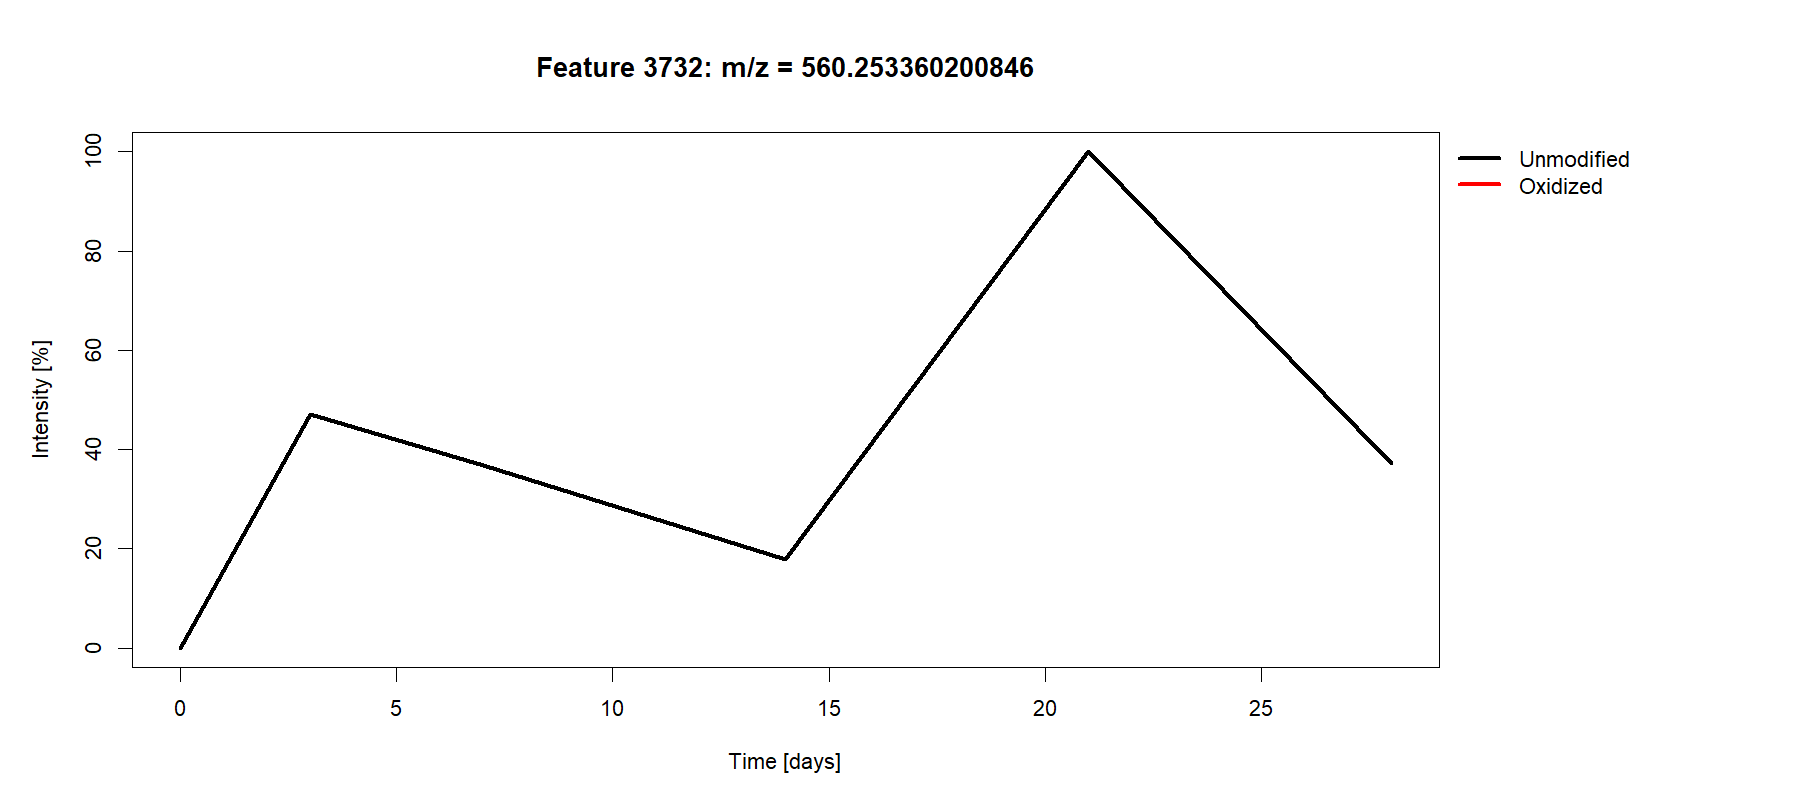 Feature 3732: m/z = 560.253360200846
Unmodified
Oxidized
Intensity [%]
100
80
60
40
20
0
0 5 10 15 20 25
Time [days]